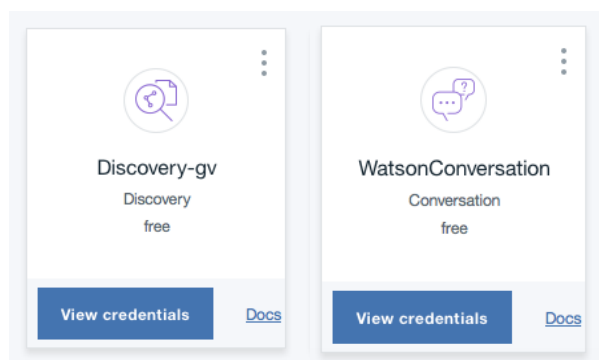 Discovery-gv
Discovery
free
View credentials Docs
?
WatsonConversation
Conversation
free
View credentials Docs